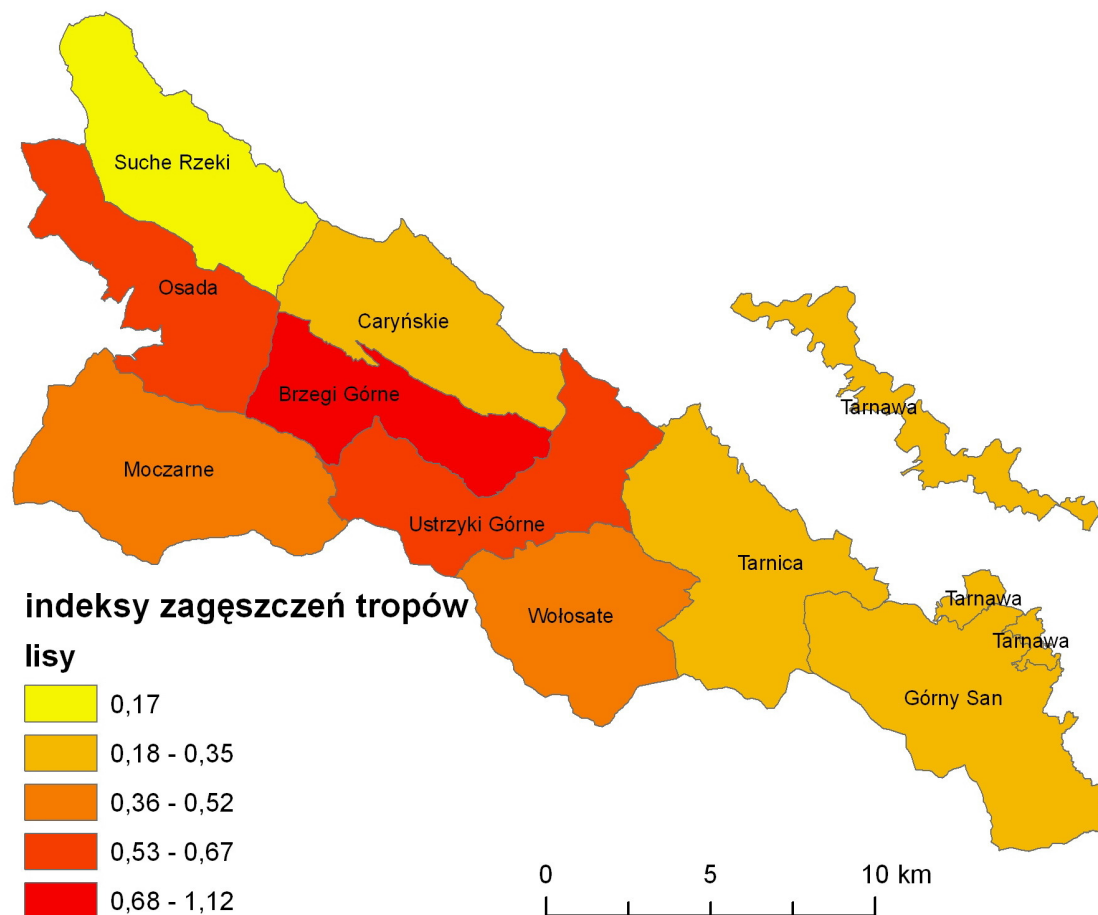 Suche Rzeki
Osada
Caryńskie
Brzegi Górne
Tarnawa
Moczarne
Ustrzyki Górne
Tarnica
Tarnawa
Wołosate
Tarnawa
Górny San
indeksy zagęszczeń tropów
lisy
0,17
0,18 - 0,35
0,36 - 0,52
0,53 - 0,67
0,68 - 1,12
0 5 10 km